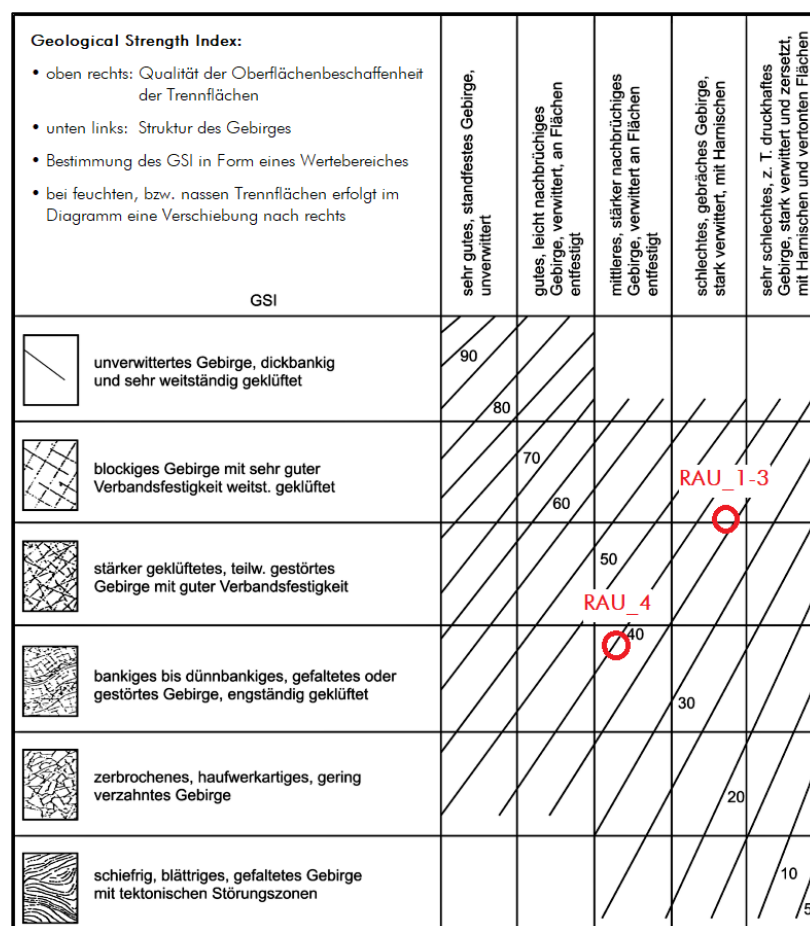 Geological Strength Index:
• oben rechts: Qualität der Oberflächenbeschaffenheit
der Trennflächen
• unten links: Struktur des Gebirges
• Bestimmung des GSI in Form eines Wertebereiches
• bei feuchten, bzw. nassen Trennflächen erfolgt im
Diagramm eine Verschiebung nach rechts
GSI
sehr gutes, standfestes Gebirge,
unverwittert
gutes, leicht nachbrüchiges
Gebirge, verwittert, an Flächen
entfestigt
mittleres, stärker nachbrüchiges
Gebirge, verwittert an Flächen
entfestigt
schlechtes, gebräches Gebirge,
stark verwittert, mit Harnischen
sehr schlechtes, z. T. druckhaftes
Gebirge, stark verwittert und zersetzt,
mit Harnischen und vertonten Flächen
unverwittertes Gebirge, dickbankig
und sehr weitständig geklüftet
90
80
blockiges Gebirge mit sehr guter
Verbandsfestigkeit weitst. geklüftet
70
60
RAU_1-3
stärker geklüftetes, teilw. gestörtes
Gebirge mit guter Verbandsfestigkeit
50
RAU_4
40
bankiges bis dünnbankiges, gefaltetes oder
gestörtes Gebirge, engständig geklüftet
30
zerbrochenes, haufwerkartiges, gering
verzahntes Gebirge
20
schiefrig, blättriges, gefaltetes Gebirge
mit tektonischen Störungszonen
10
5